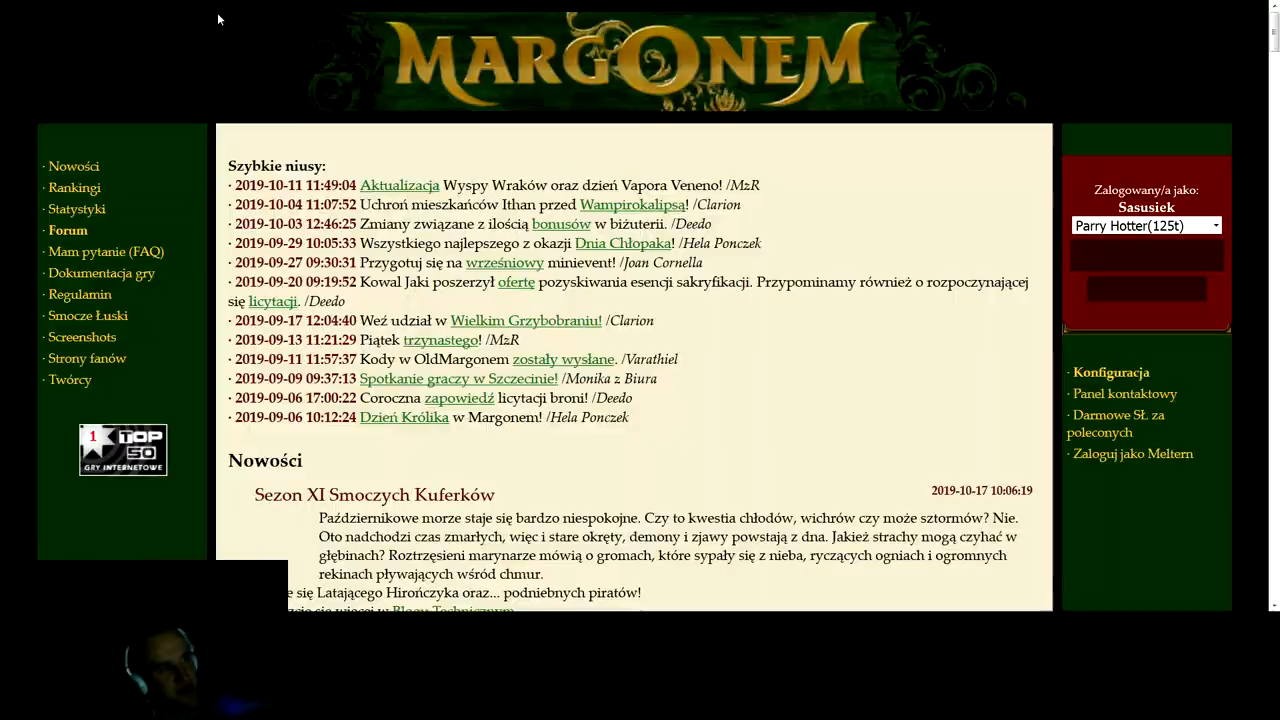 MARGONEM
· Nowości
· Rankingi
· Statystyki
· Forum
· Mam pytanie (FAQ)
· Dokumentacja gry
· Regulamin
· Smocze Łuski
· Screenshots
· Strony fanów
· Twórcy
1 TOP
50
GRY INTERNETOWE
Szybkie niusy:
· 2019-10-11 11:49:04 Aktualizacja Wyspy Wraków oraz dzień Vapora Veneno! /MzR
· 2019-10-04 11:07:52 Uchroń mieszkańców Ithan przed Wampirokalipsą! /Clarion
· 2019-10-03 12:46:25 Zmiany związane z ilością bonusów w biżuterii. /Deedo
· 2019-09-29 10:05:33 Wszystkiego najlepszego z okazji Dnia Chłopaka! /Hela Ponczek
· 2019-09-27 09:30:31 Przygotuj się na wrześniowy minievent! /Joan Cornella
· 2019-09-20 09:19:52 Kowal Jaki poszerzył ofertę pozyskiwania esencji sakryfikacji. Przypominamy również o rozpoczynającej
się licytacji. /Deedo
· 2019-09-17 12:04:40 Weź udział w Wielkim Grzybobraniu! /Clarion
· 2019-09-13 11:21:29 Piątek trzynastego! /MzR
· 2019-09-11 11:57:37 Kody w OldMargonem zostały wysłane. /Varathiel
· 2019-09-09 09:37:13 Spotkanie graczy w Szczecinie! /Monika z Biura
· 2019-09-06 17:00:22 Coroczna zapowiedź licytacji broni! /Deedo
· 2019-09-06 10:12:24 Dzień Królika w Margonem! /Hela Ponczek
Nowości
Sezon XI Smoczych Kuferków 2019-10-17 10:06:19
Październikowe morze staje się bardzo niespokojne. Czy to kwestia chłodów, wichrów czy może sztormów? Nie.
Oto nadchodzi czas zmarłych, więc i stare okręty, demony i zjawy powstają z dna. Jakież strachy mogą czyhać w
głębinach? Roztrzęsieni marynarze mówią o gromach, które sypały się z nieba, ryczących ogniach i ogromnych
rekinach pływających wśród chmur.
e się Latającego Hirończyka oraz... podniebnych piratów!
się więcej w Blogu Technicznym
Zalogowany/a jako:
Sasusiek
Parry Hotter(125t)
· Konfiguracja
· Panel kontaktowy
· Darmowe SŁ za
poleconych
· Zaloguj jako Meltern